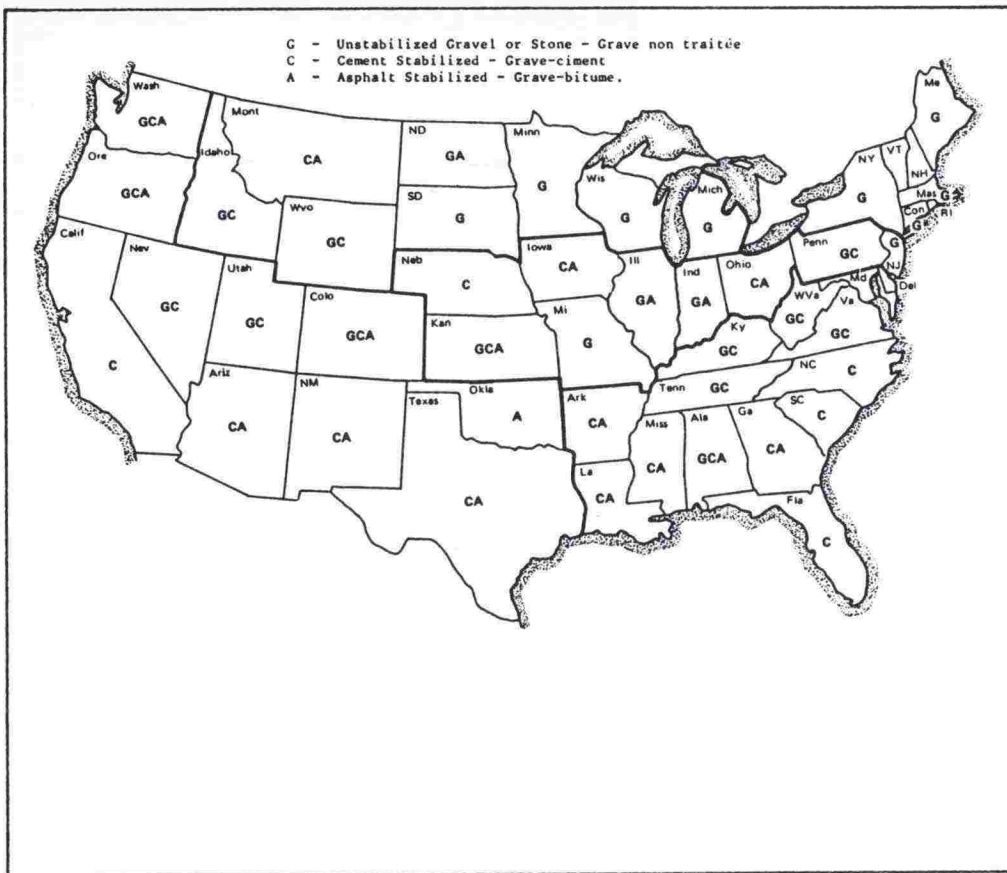 G - Unstabilized Gravel or Stone - Grave non traitée
C - Cement Stabilized - Grave-ciment
A - Asphalt Stabilized - Grave-bitume.
Wash
GCA
Ore
GCA
Calif
C
Nev
GC
Idaho
GC
Mont
CA
Wyo
GC
Utah
GC
Colo
GCA
Ariz
CA
NM
CA
ND
GA
SD
G
Neb
C
Kan
GCA
Okla
A
Texas
CA
Minn
G
Iowa
CA
Mi
G
Ark
CA
La
CA
Wis
G
Ill
GA
Mich
G
Ind
GA
Ohio
CA
Ky
GC
Tenn
GC
Miss
CA
Ala
GCA
Ga
CA
Fla
C
SC
C
NC
C
Va
GC
WVa
GC
Md
Del
Penn
GC
NJ
G
NY
G
VT
NH
Me
G
Mas
G
Con
G
RI